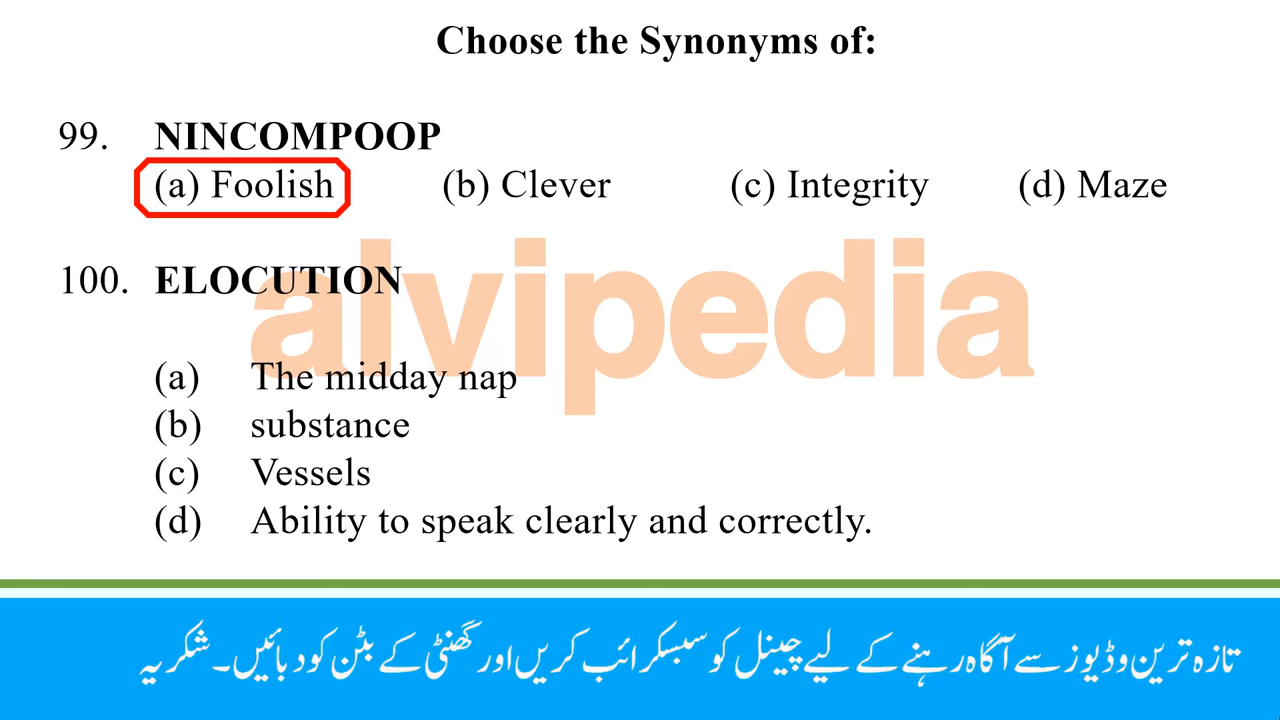 Choose the Synonyms of:
99. NINCOMPOOP
(a) Foolish (b) Clever (c) Integrity (d) Maze
100. ELOCUTION
alvipedia
(a) The midday nap
(b) substance
(c) Vessels
(d) Ability to speak clearly and correctly.
تازہ ترین وڈیوز سے آگاہ رہنے کے لیے چینل کو سبسکرائب کریں اور گھنٹی کے بٹن کو دبائیں۔ شکریہ